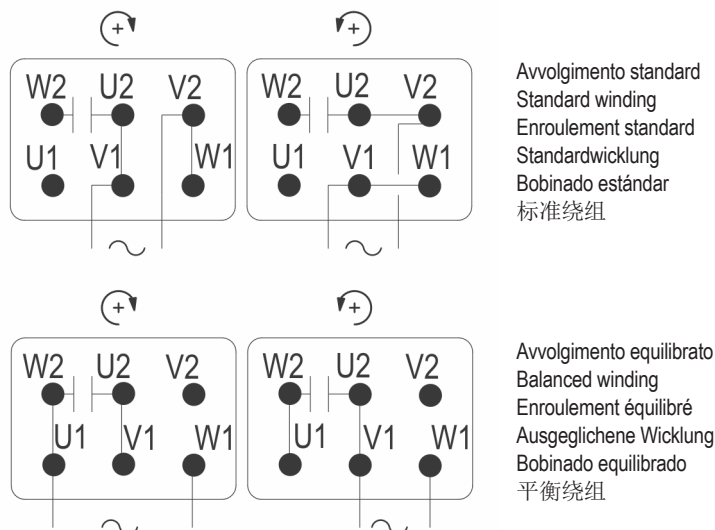 + +
W2 U2 V2 W2 U2 V2
U1 V1 W1 U1 V1 W1
Avvolgimento standard
Standard winding
Enroulement standard
Standardwicklung
Bobinado estándar
标准绕组
+ +
W2 U2 V2 W2 U2 V2
U1 V1 W1 U1 V1 W1
Avvolgimento equilibrato
Balanced winding
Enroulement équilibré
Ausgeglichene Wicklung
Bobinado equilibrado
平衡绕组